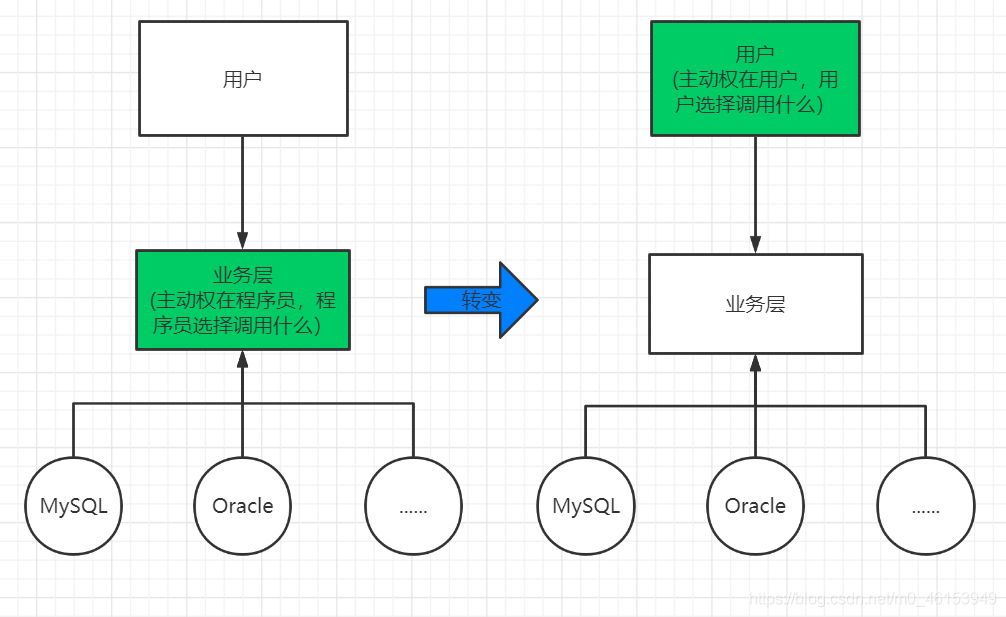 用户
业务层
(主动权在程序员，程
序员选择调用什么)
MySQL
Oracle
......
转变
用户
(主动权在用户，用
户选择调用什么)
业务层
MySQL
Oracle
......
https://blog.csdn.net/m0_46153949